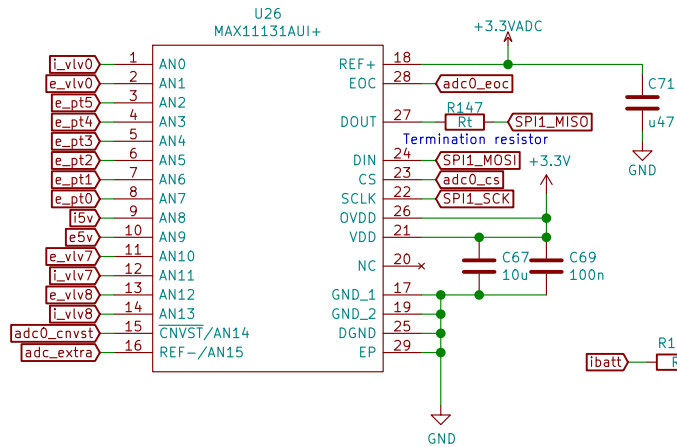 U26
MAX11131AUI+
i_vlv0 1 AN0
e_vlv0 2 AN1
e_pt5 3 AN2
e_pt4 4 AN3
e_pt3 5 AN4
e_pt2 6 AN5
e_pt1 7 AN6
e_pt0 8 AN7
i5v 9 AN8
e5v 10 AN9
e_vlv7 11 AN10
i_vlv7 12 AN11
e_vlv8 13 AN12
i_vlv8 14 AN13
adc0_cnvst 15 CNVST/AN14
adc_extra 16 REF-/AN15
REF+ 18
EOC 28 adc0_eoc
DOUT 27
DIN 24 SPI1_MOSI
CS 23 adc0_cs
SCLK 22 SPI1_SCK
OVDD 26
VDD 21
NC 20
GND_1 17
GND_2 19
DGND 25
EP 29
+3.3VADC
C71
u47
GND
R147
Rt
SPI1_MISO
Termination resistor
+3.3V
C67
10u
C69
100n
GND
ibatt
R1
R